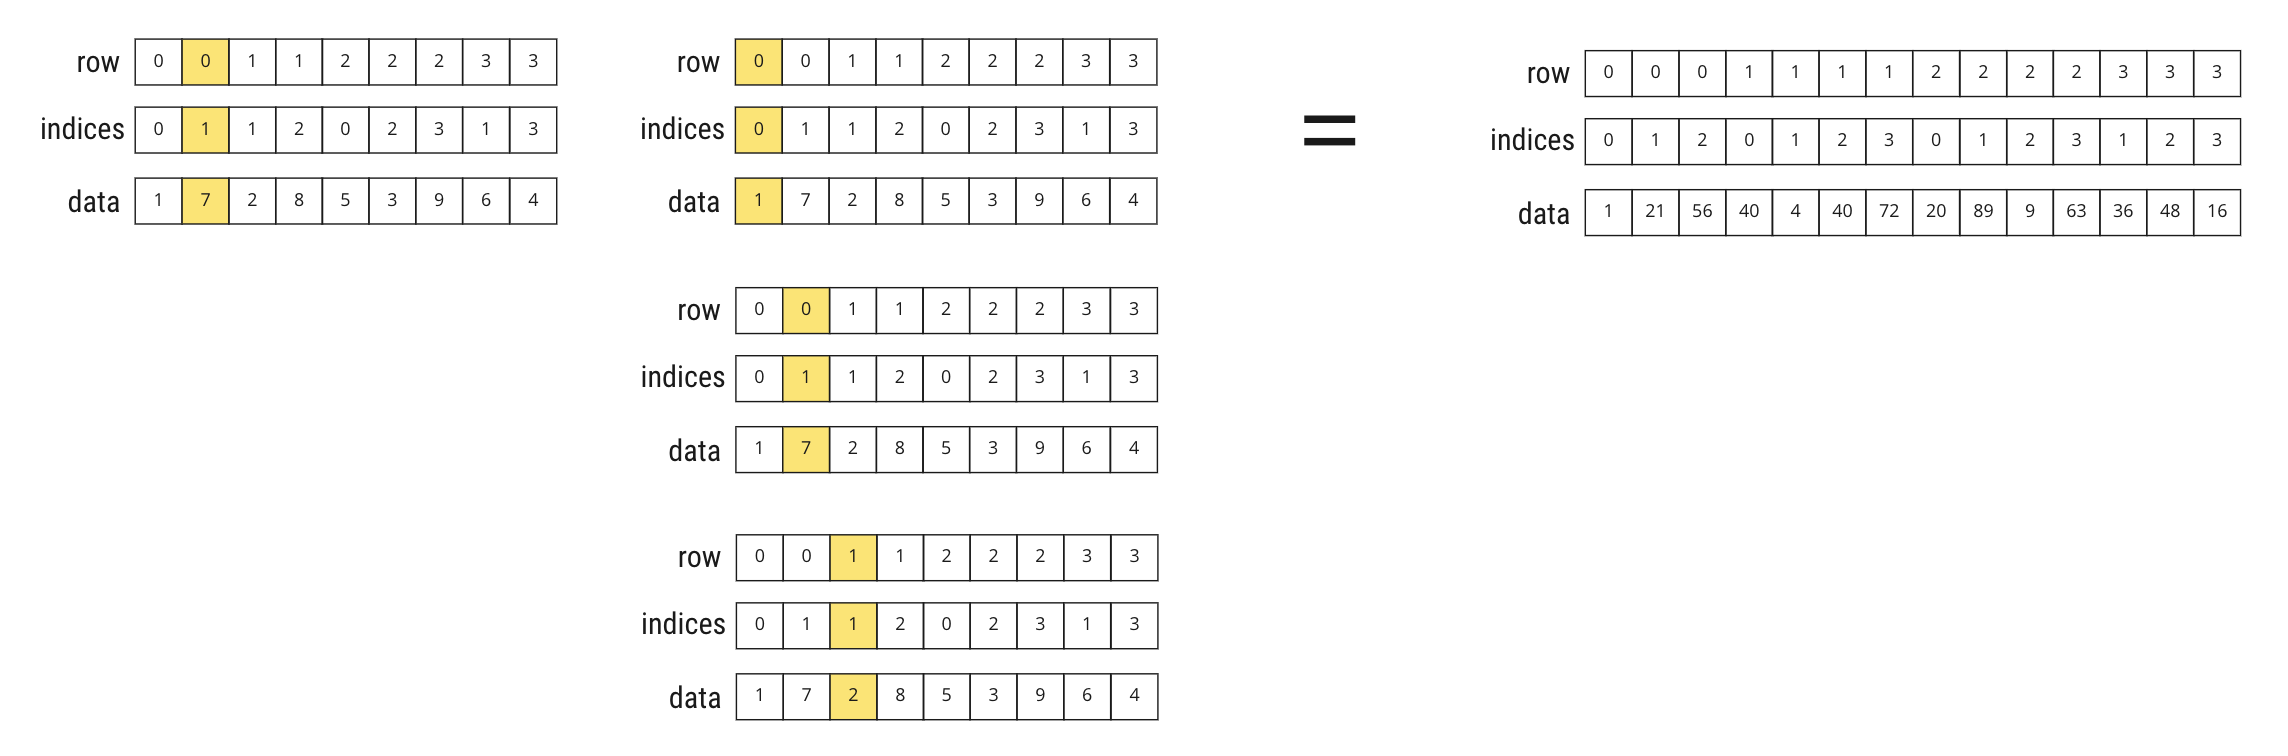 row 0 0 1 1 2 2 2 3 3
indices 0 1 1 2 0 2 3 1 3
data 1 7 2 8 5 3 9 6 4
row 0 0 1 1 2 2 2 3 3
indices 0 1 1 2 0 2 3 1 3
data 1 7 2 8 5 3 9 6 4
=
row 0 0 0 1 1 1 1 2 2 2 2 3 3 3
indices 0 1 2 0 1 2 3 0 1 2 3 1 2 3
data 1 21 56 40 4 40 72 20 89 9 63 36 48 16
row 0 0 1 1 2 2 2 3 3
indices 0 1 1 2 0 2 3 1 3
data 1 7 2 8 5 3 9 6 4
row 0 0 1 1 2 2 2 3 3
indices 0 1 1 2 0 2 3 1 3
data 1 7 2 8 5 3 9 6 4